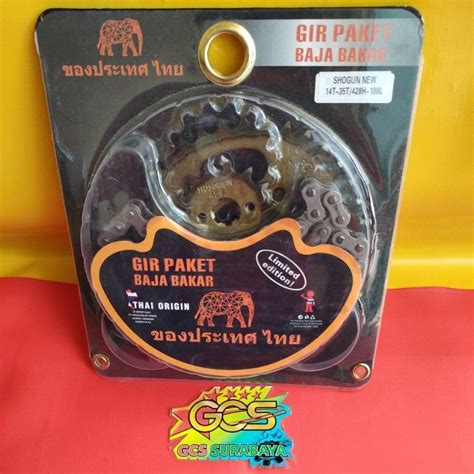 GIR PAKET
BAJA BAKAR
ของประเทศ ไทย
SHOGUN NEW
14T-35T/428H-100L
Limited
edition!
GIR PAKET
BAJA BAKAR
THAI ORIGIN
ของประเทศ ไทย
GCS
GCS SURABAYA